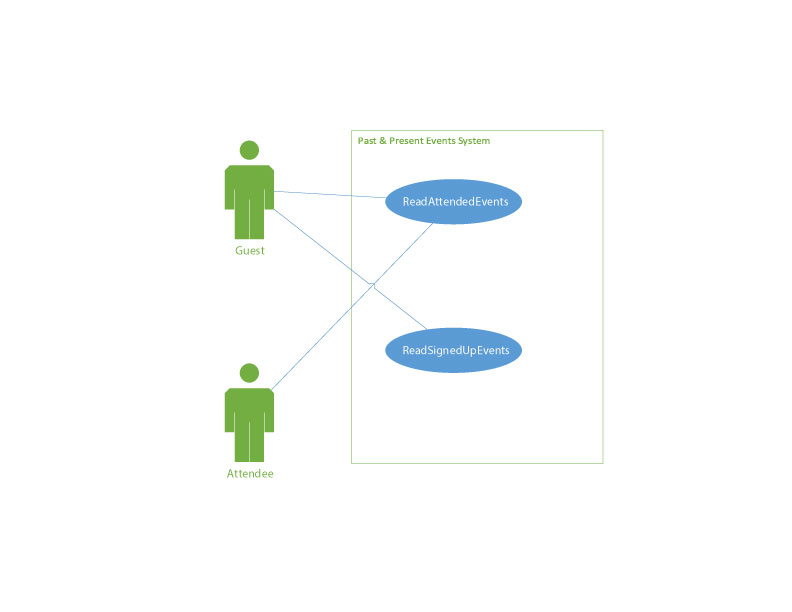 Past & Present Events System
ReadAttendedEvents
Guest
ReadSignedUpEvents
Attendee